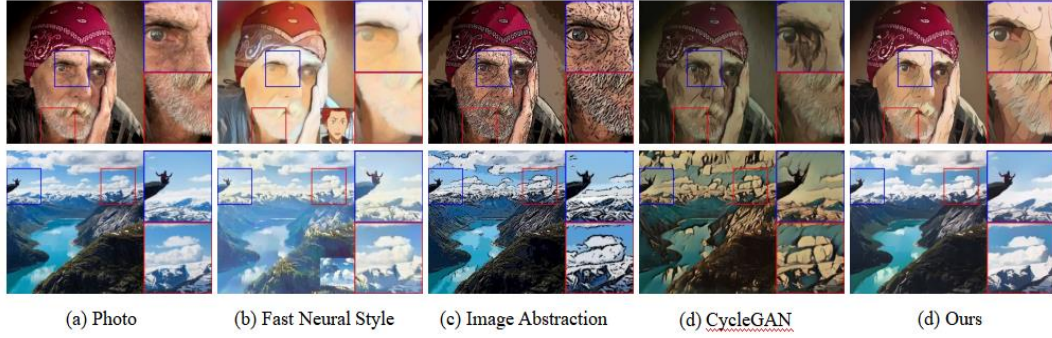 (a) Photo
(b) Fast Neural Style
(c) Image Abstraction
(d) CycleGAN
(d) Ours